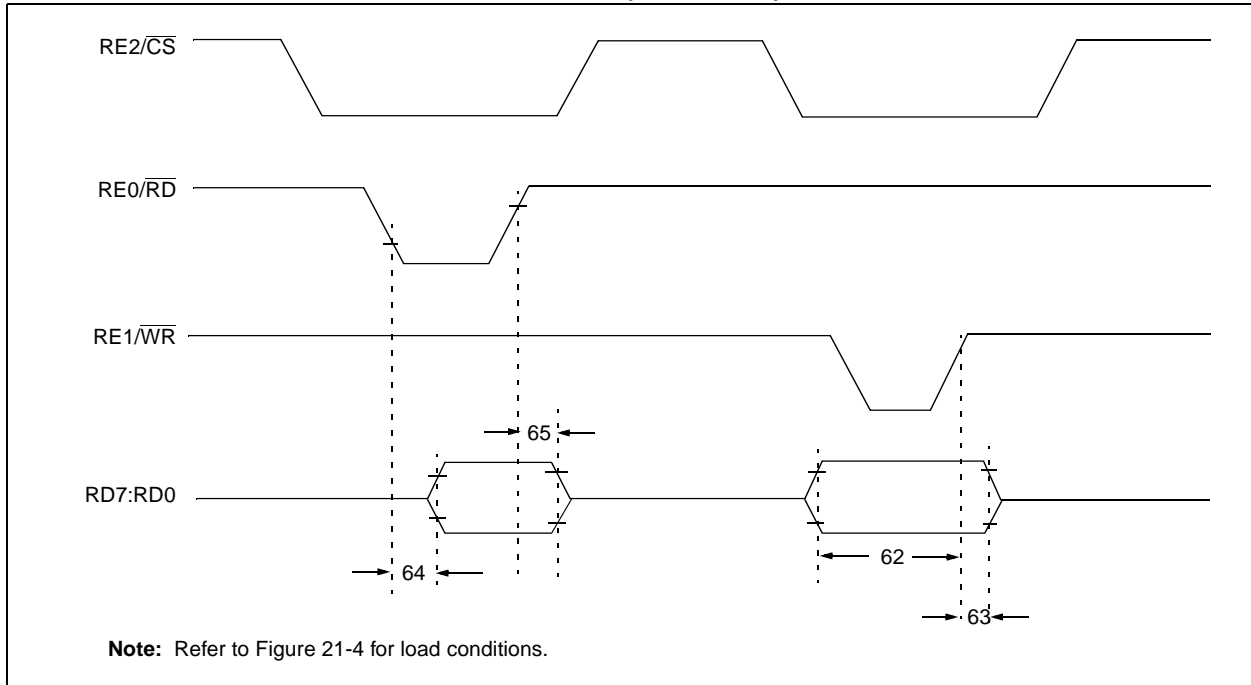 RE2/CS
RE0/RD
RE1/WR
65
RD7:RD0
62
64
63
Note: Refer to Figure 21-4 for load conditions.